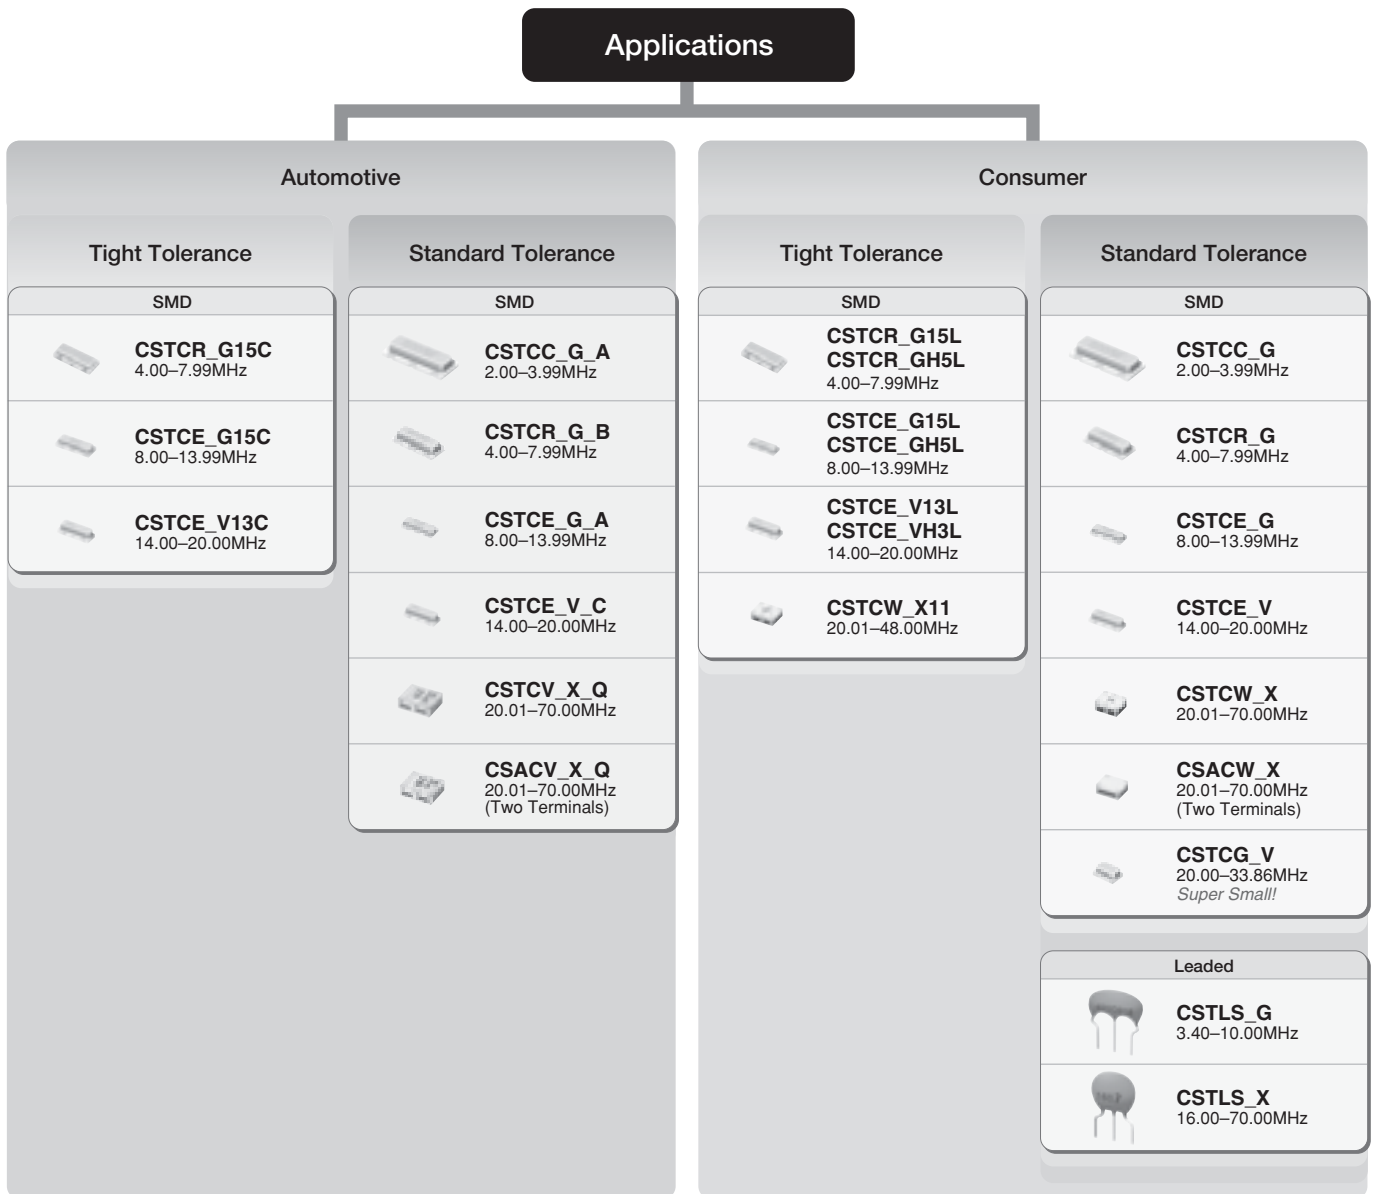 Applications
Automotive
Tight Tolerance
SMD
CSTCR_G15C
4.00–7.99MHz
CSTCE_G15C
8.00–13.99MHz
CSTCE_V13C
14.00–20.00MHz
Standard Tolerance
SMD
CSTCC_G_A
2.00–3.99MHz
CSTCR_G_B
4.00–7.99MHz
CSTCE_G_A
8.00–13.99MHz
CSTCE_V_C
14.00–20.00MHz
CSTCV_X_Q
20.01–70.00MHz
CSACV_X_Q
20.01–70.00MHz
(Two Terminals)
Consumer
Tight Tolerance
SMD
CSTCR_G15L
CSTCR_GH5L
4.00–7.99MHz
CSTCE_G15L
CSTCE_GH5L
8.00–13.99MHz
CSTCE_V13L
CSTCE_VH3L
14.00–20.00MHz
CSTCW_X11
20.01–48.00MHz
Standard Tolerance
SMD
CSTCC_G
2.00–3.99MHz
CSTCR_G
4.00–7.99MHz
CSTCE_G
8.00–13.99MHz
CSTCE_V
14.00–20.00MHz
CSTCW_X
20.01–70.00MHz
CSACW_X
20.01–70.00MHz
(Two Terminals)
CSTCG_V
20.00–33.86MHz
Super Small!
Leaded
CSTLS_G
3.40–10.00MHz
CSTLS_X
16.00–70.00MHz